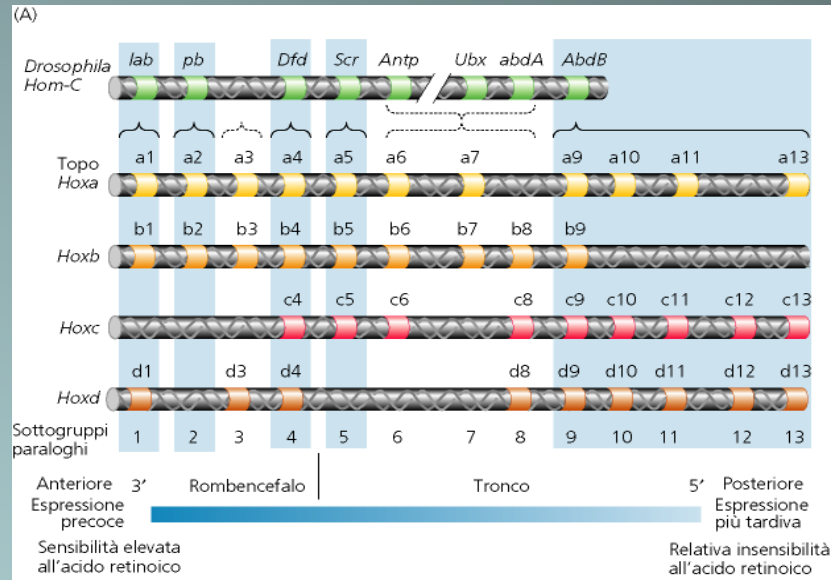 (A)
lab pb Dfd Scr Antp Ubx abdA AbdB
Drosophila
Hom-C
Topo
Hoxa
a1 a2 a3 a4 a5 a6 a7 a9 a10 a11 a13
b1 b2 b3 b4 b5 b6 b7 b8 b9
Hoxb
c4 c5 c6 c8 c9 c10 c11 c12 c13
Hoxc
d1 d3 d4 d8 d9 d10 d11 d12 d13
Hoxd
Sottogruppi
paraloghi
1 2 3 4 5 6 7 8 9 10 11 12 13
Anteriore 3’ Rombencefalo Tronco 5’ Posteriore
Espressione
precoce
Espressione
più tardiva
Sensibilità elevata
all'acido retinoico
Relativa insensibilità
all'acido retinoico